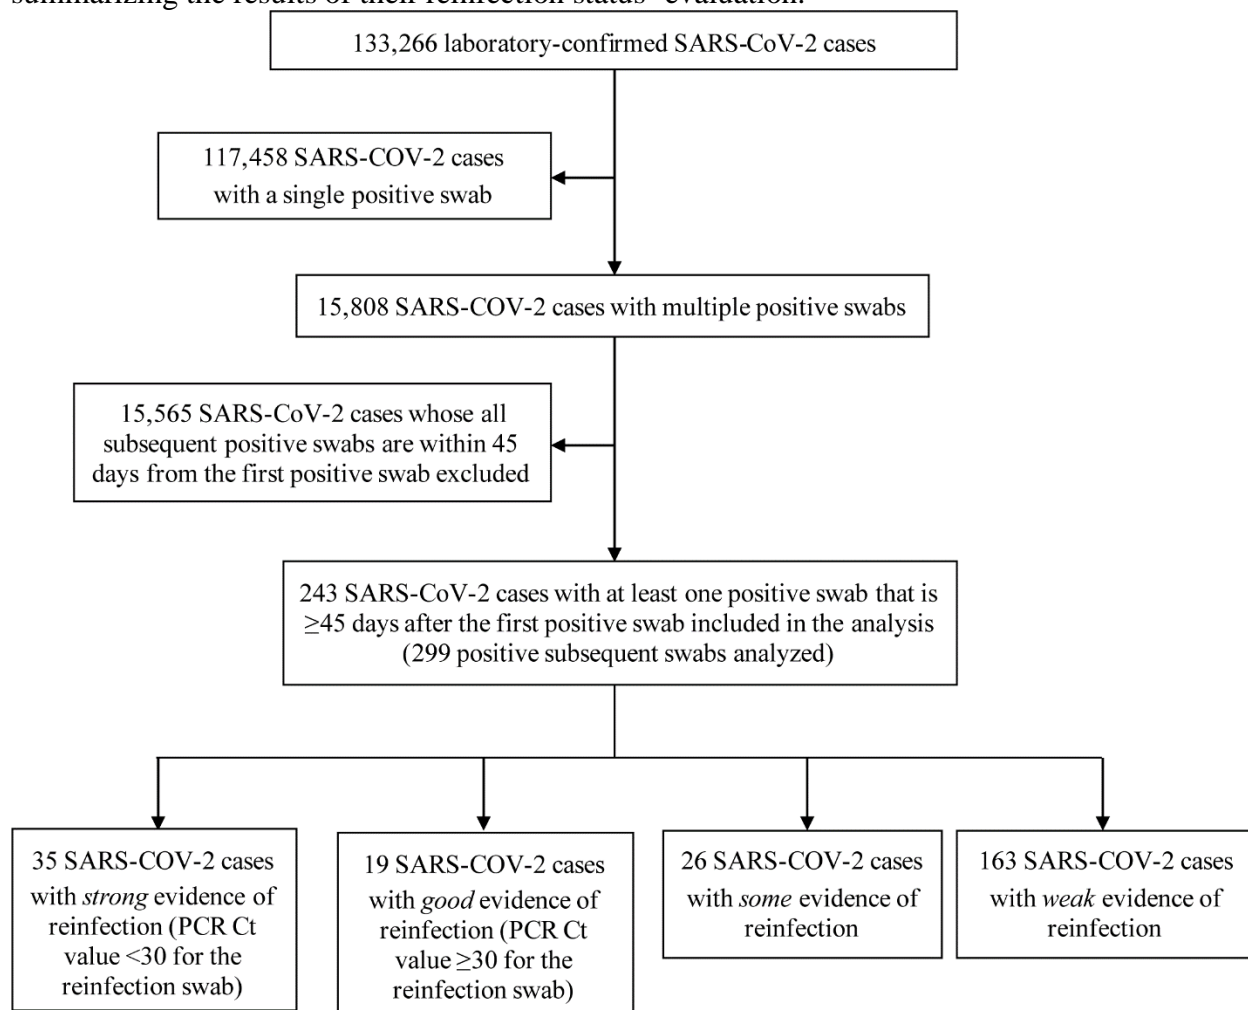 summarizing the results of their reinfection status evaluation.
133,266 laboratory-confirmed SARS-CoV-2 cases
117,458 SARS-COV-2 cases
with a single positive swab
15,808 SARS-COV-2 cases with multiple positive swabs
15,565 SARS-CoV-2 cases whose all
subsequent positive swabs are within 45
days from the first positive swab excluded
243 SARS-CoV-2 cases with at least one positive swab that is
≥45 days after the first positive swab included in the analysis
(299 positive subsequent swabs analyzed)
35 SARS-COV-2 cases
with strong evidence of
reinfection (PCR Ct
value <30 for the
reinfection swab)
19 SARS-COV-2 cases
with good evidence of
reinfection (PCR Ct
value ≥30 for the
reinfection swab)
26 SARS-COV-2 cases
with some evidence of
reinfection
163 SARS-COV-2 cases
with weak evidence of
reinfection